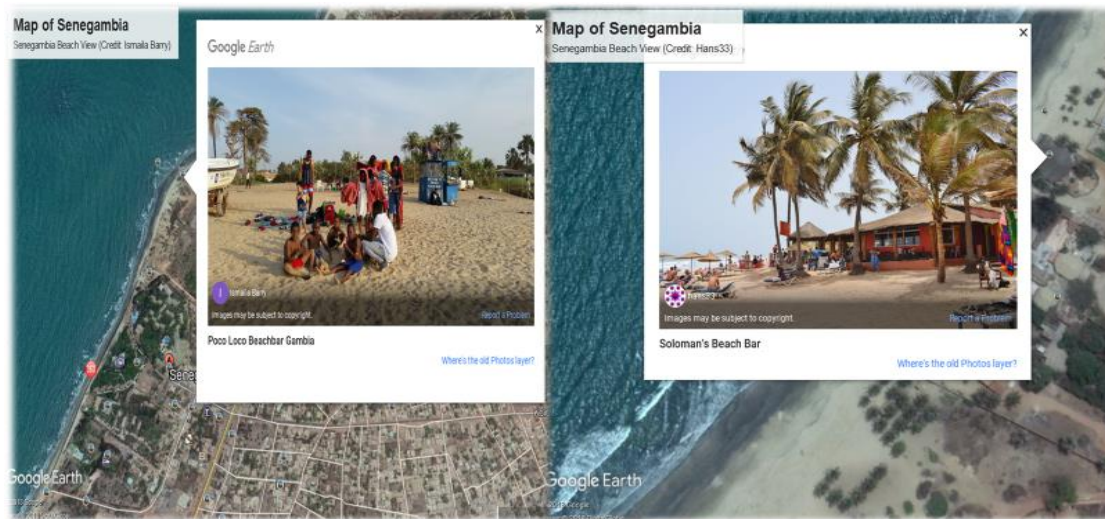 Map of Senegambia
Senegambia Beach View (Credit: Ismaila Barry)
X
Google Earth
I
Ismaila Barry
Images may be subject to copyright.
Report a Problem
Poco Loco Beachbar Gambia
Where's the old Photos layer?
Google Earth
Map of Senegambia
Senegambia Beach View (Credit: Hans33)
X
hans33
Images may be subject to copyright.
Report a Problem
Soloman's Beach Bar
Where's the old Photos layer?
Google Earth